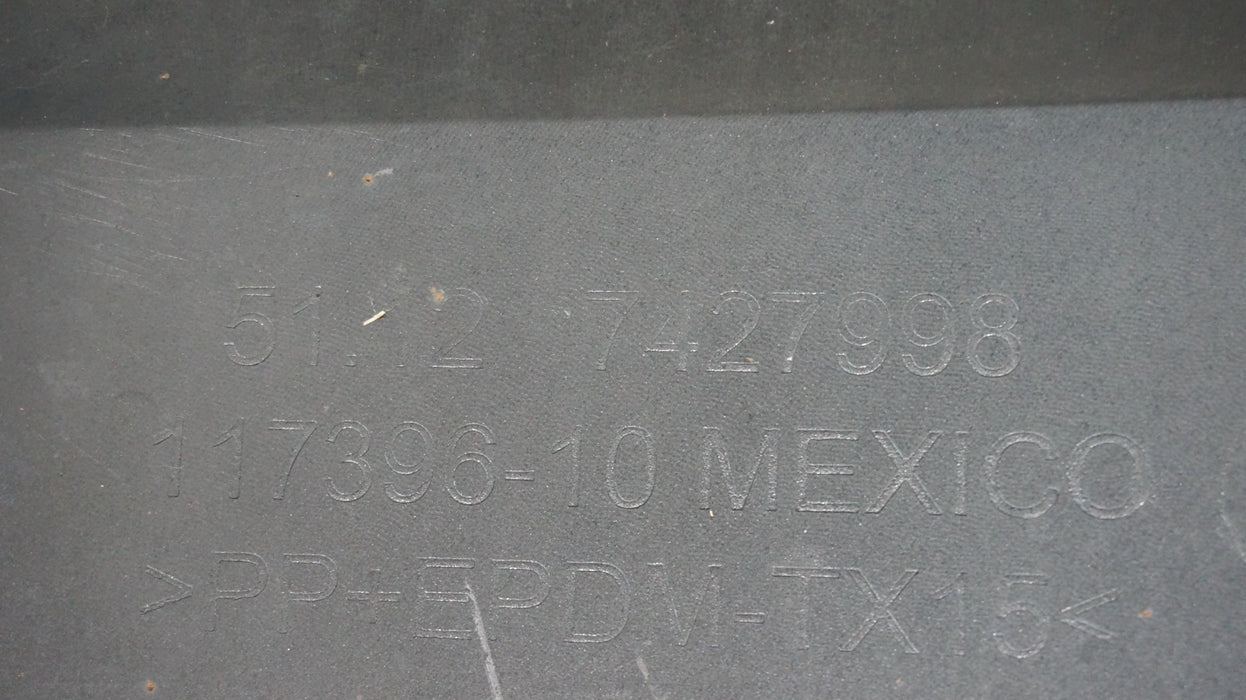 51.12 7427998
117396-10 MEXICO
>PP+EPDM-TX15<